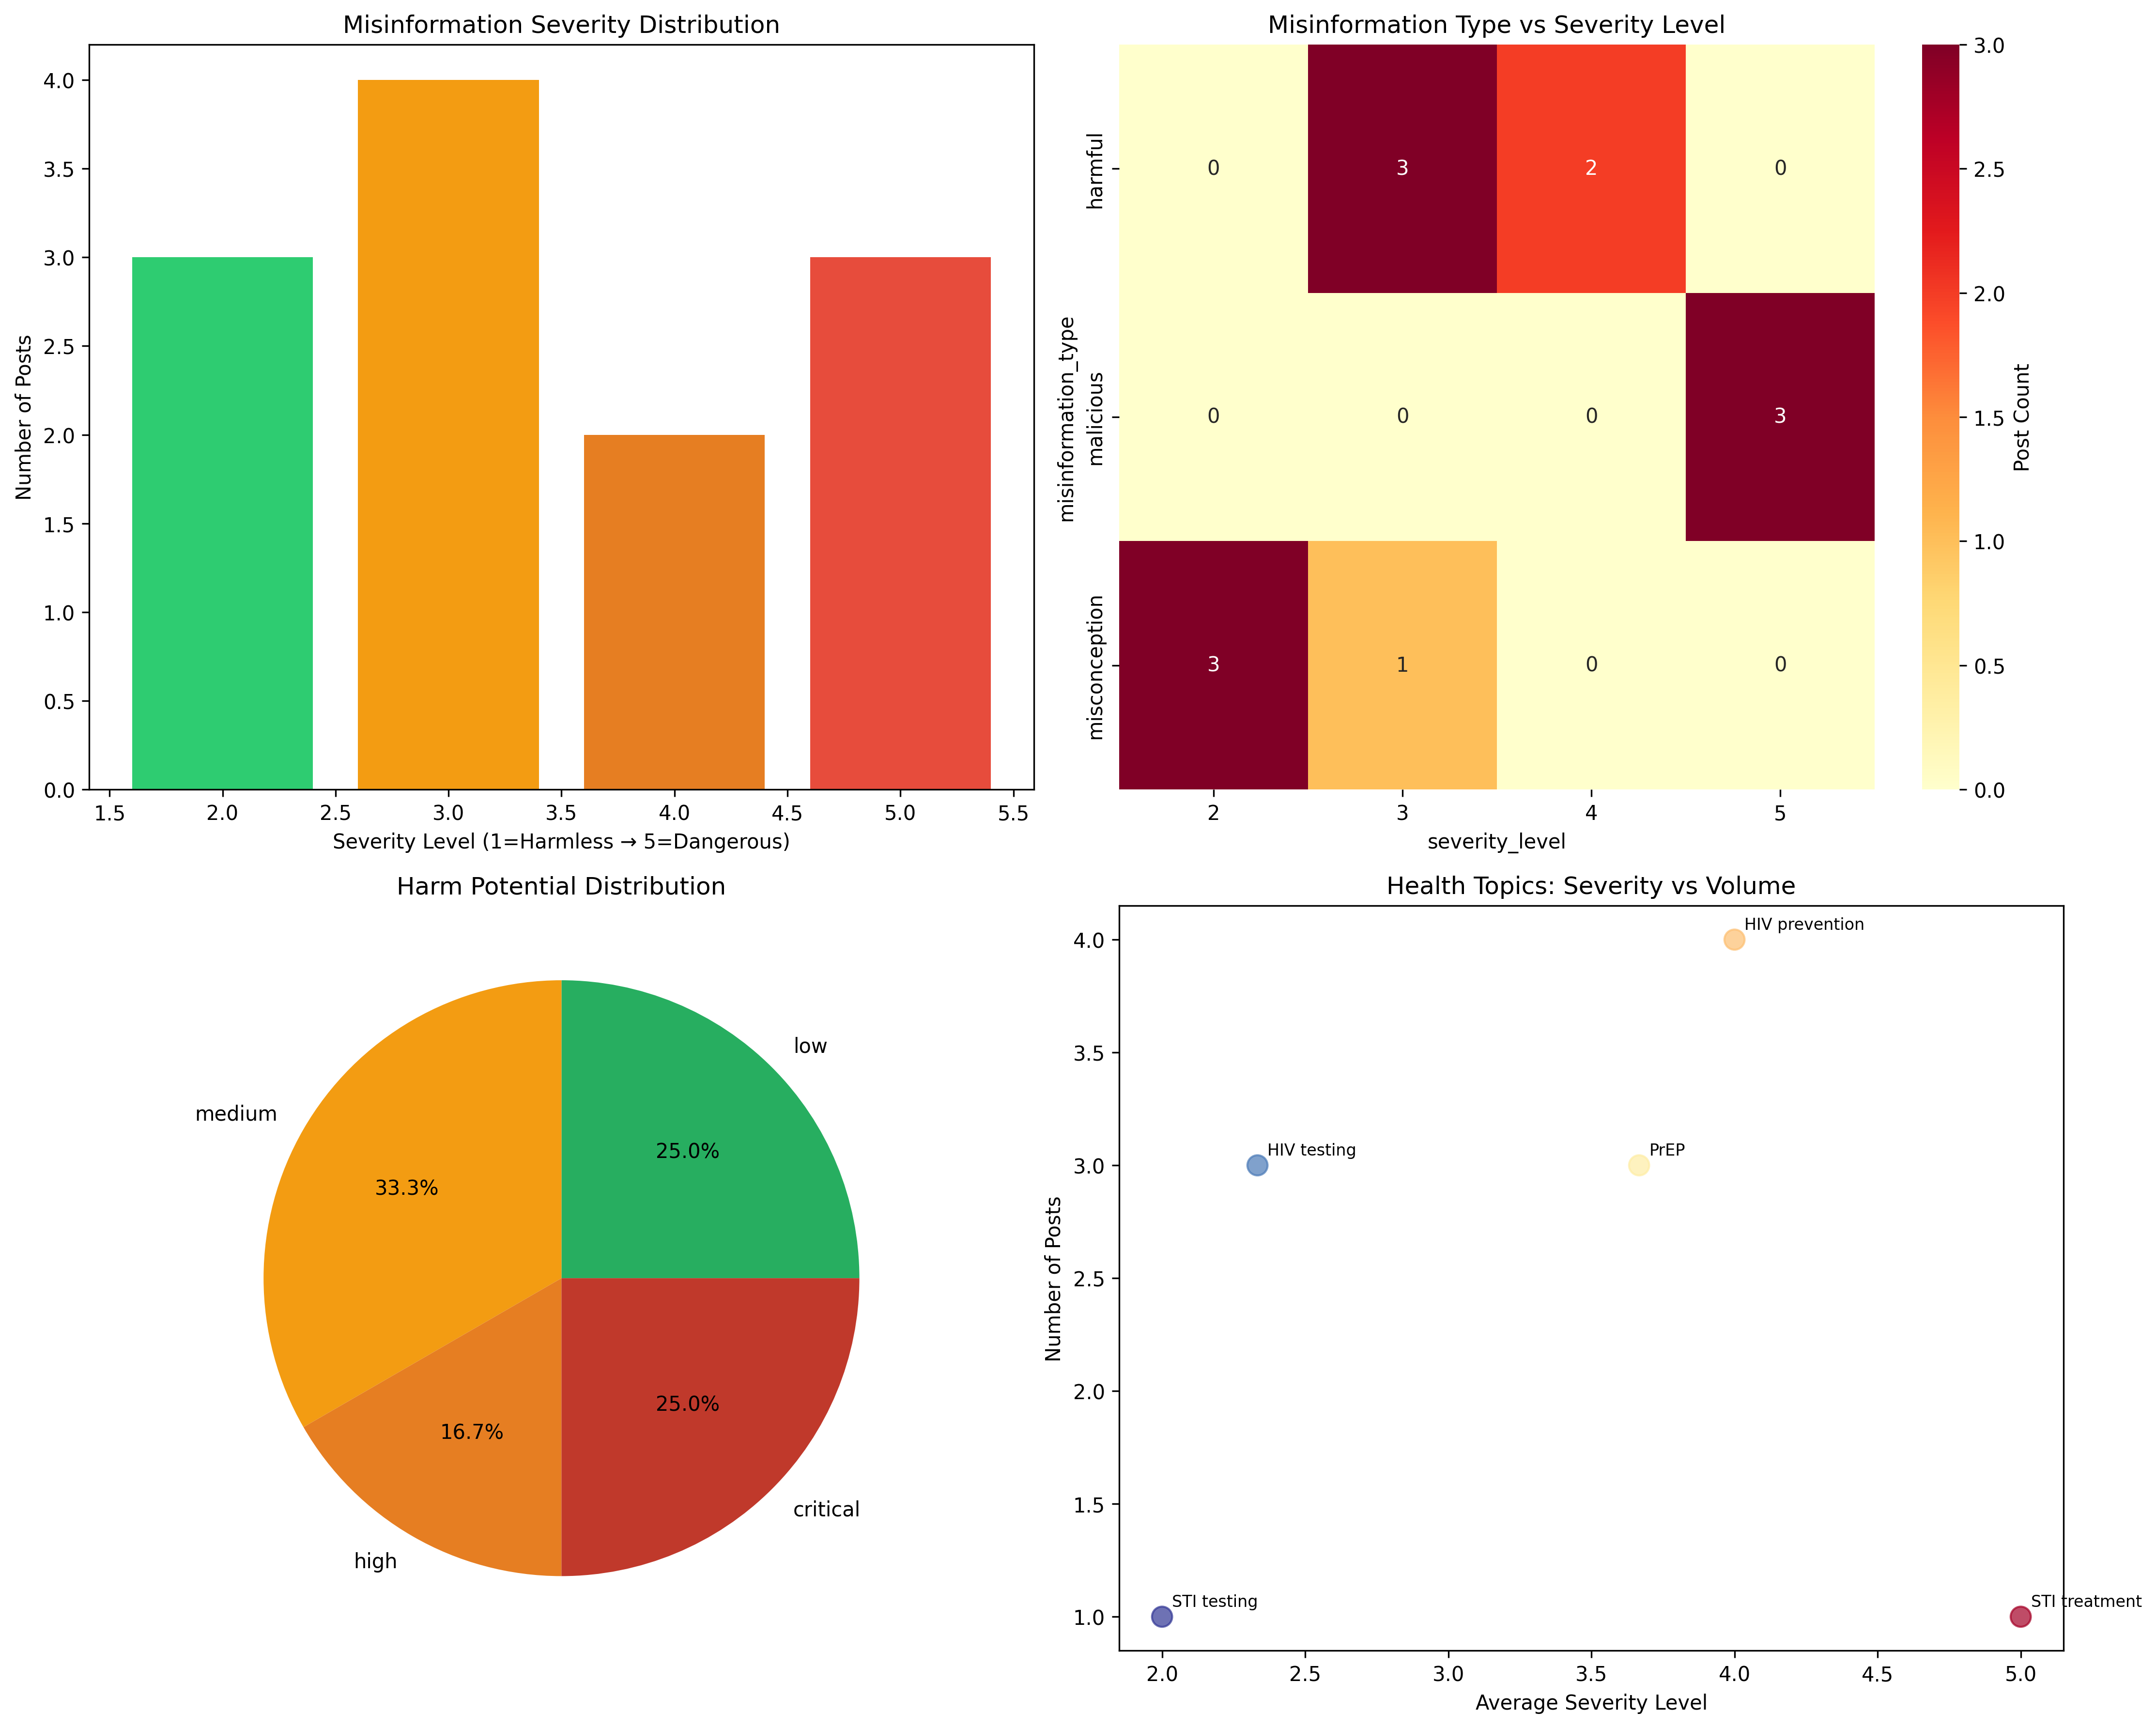 Misinformation Severity Distribution
Number of Posts
4.0
3.5
3.0
2.5
2.0
1.5
1.0
0.5
0.0
1.5 2.0 2.5 3.0 3.5 4.0 4.5 5.0 5.5
Severity Level (1=Harmless → 5=Dangerous)
Misinformation Type vs Severity Level
misinformation_type
harmful
malicious
misconception
0 3 2 0
0 0 0 3
3 1 0 0
2 3 4 5
severity_level
3.0
2.5
2.0
1.5
1.0
0.5
0.0
Post Count
Harm Potential Distribution
low
medium
high
critical
25.0%
33.3%
16.7%
25.0%
Health Topics: Severity vs Volume
Number of Posts
4.0
3.5
3.0
2.5
2.0
1.5
1.0
HIV prevention
HIV testing
PrEP
STI testing
STI treatment
2.0 2.5 3.0 3.5 4.0 4.5 5.0
Average Severity Level